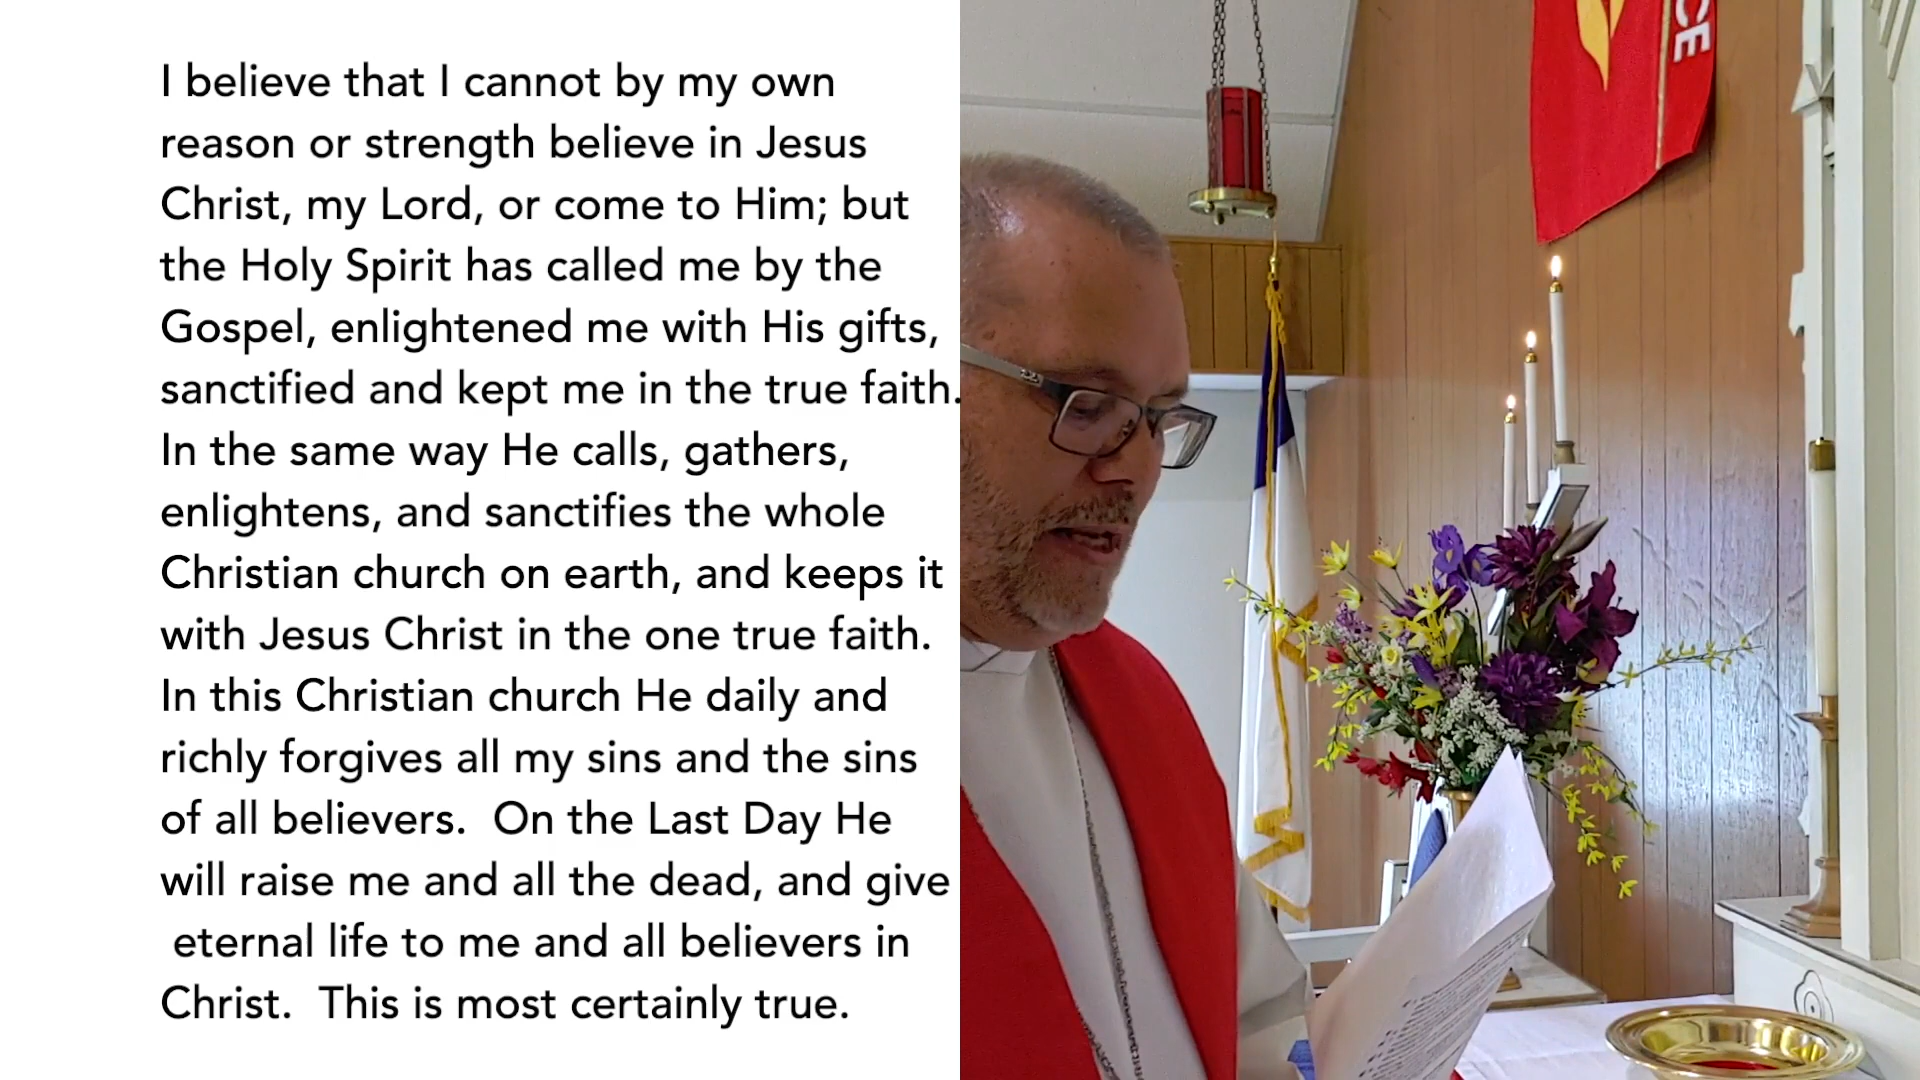 I believe that I cannot by my own
reason or strength believe in Jesus
Christ, my Lord, or come to Him; but
the Holy Spirit has called me by the
Gospel, enlightened me with His gifts,
sanctified and kept me in the true faith.
In the same way He calls, gathers,
enlightens, and sanctifies the whole
Christian church on earth, and keeps it
with Jesus Christ in the one true faith.
In this Christian church He daily and
richly forgives all my sins and the sins
of all believers.  On the Last Day He
will raise me and all the dead, and give
eternal life to me and all believers in
Christ.  This is most certainly true.
CE